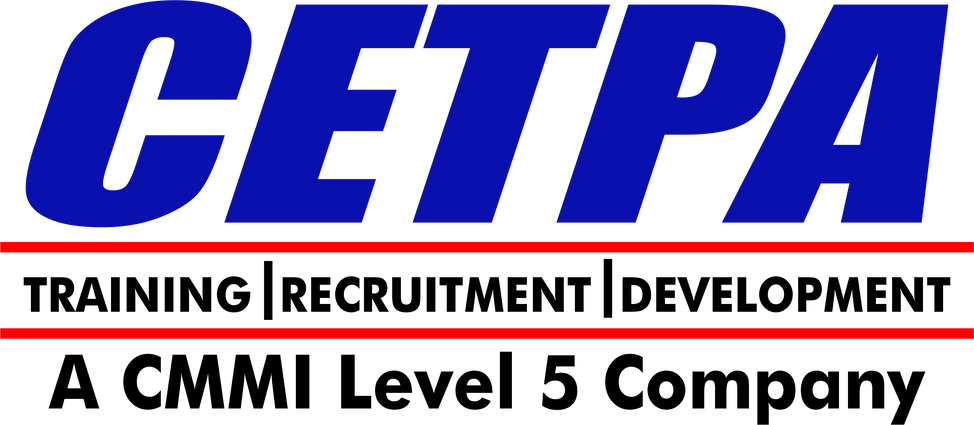 CETPA
TRAINING|RECRUITMENT|DEVELOPMENT
A CMMI Level 5 Company